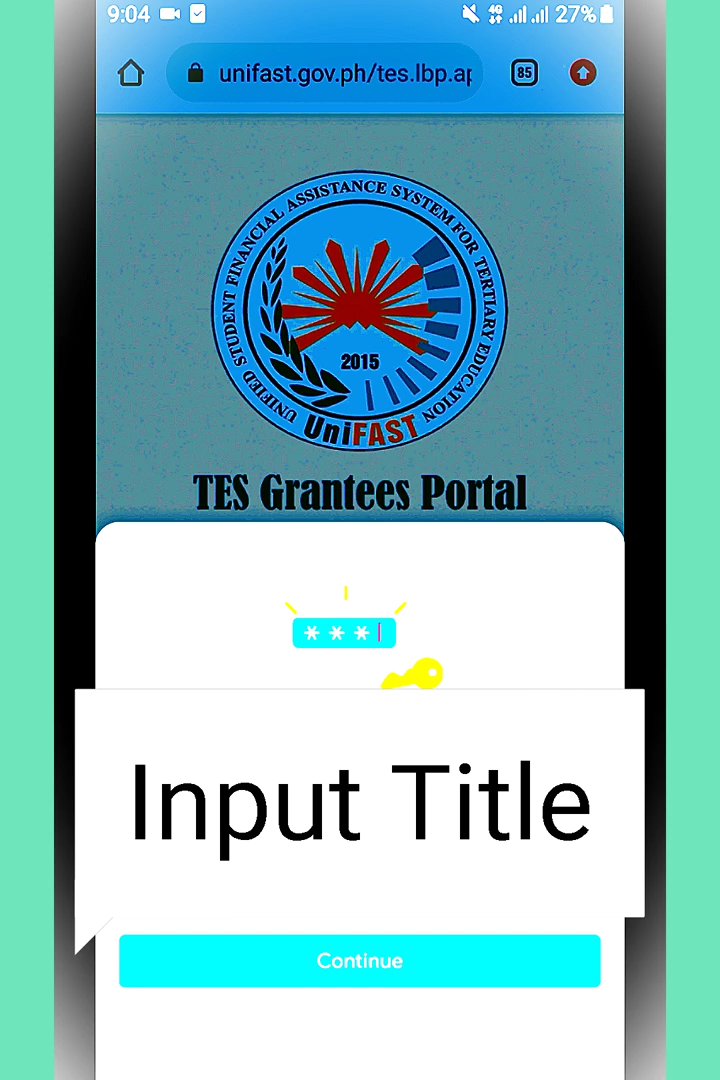 9:04 4G 27%
unifast.gov.ph/tes.lbp.ap 85
UNIFIED STUDENT FINANCIAL ASSISTANCE SYSTEM FOR TERTIARY EDUCATION
2015
UniFAST
TES Grantees Portal
***
Input Title
Continue